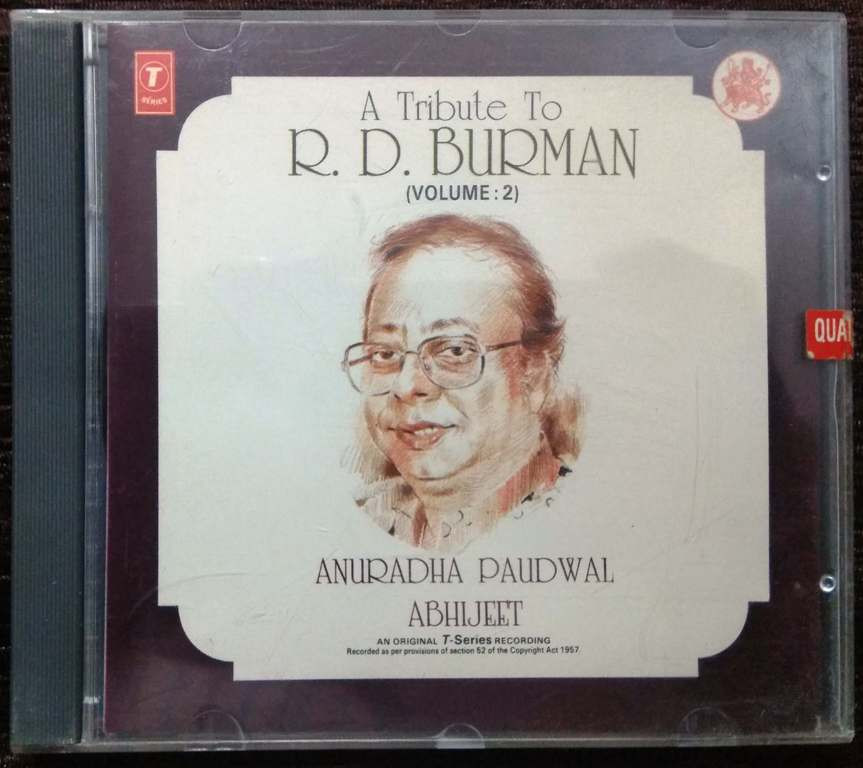 T
SERIES
A Tribute To
R. D. BURMAN
(VOLUME : 2)
QUA
ANURADHA PAUDWAL
ABHIJEET
AN ORIGINAL T-Series RECORDING
Recorded as per provisions of section 52 of the Copyright Act 1957.